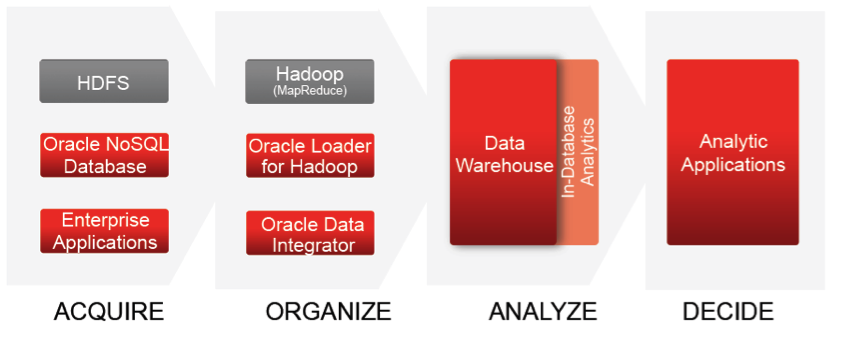 HDFS
Oracle NoSQL
Database
Enterprise
Applications
Hadoop
(MapReduce)
Oracle Loader
for Hadoop
Oracle Data
Integrator
Data
Warehouse
In-Database
Analytics
Analytic
Applications
ACQUIRE
ORGANIZE
ANALYZE
DECIDE